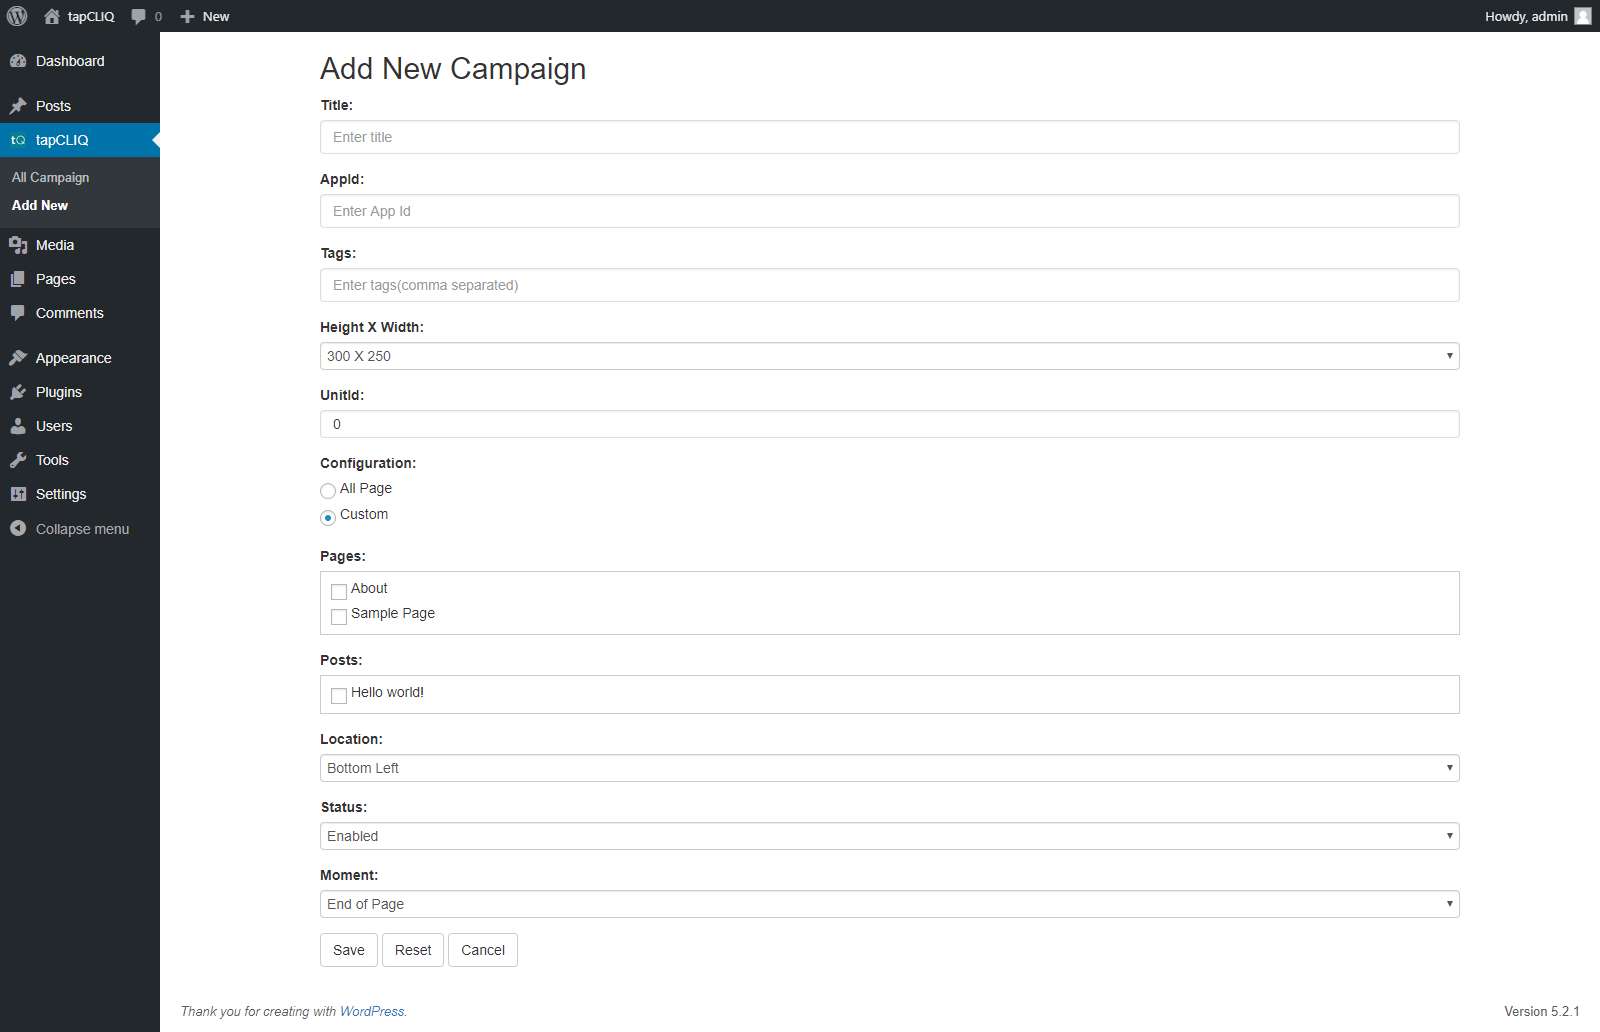 tapCLIQ 0 New Howdy, admin
Dashboard
Posts
tQ tapCLIQ
All Campaign
Add New
Media
Pages
Comments
Appearance
Plugins
Users
Tools
Settings
Collapse menu
Add New Campaign
Title:
Enter title
AppId:
Enter App Id
Tags:
Enter tags(comma separated)
Height X Width:
300 X 250
UnitId:
0
Configuration:
All Page
Custom
Pages:
About
Sample Page
Posts:
Hello world!
Location:
Bottom Left
Status:
Enabled
Moment:
End of Page
Save Reset Cancel
Thank you for creating with WordPress. Version 5.2.1